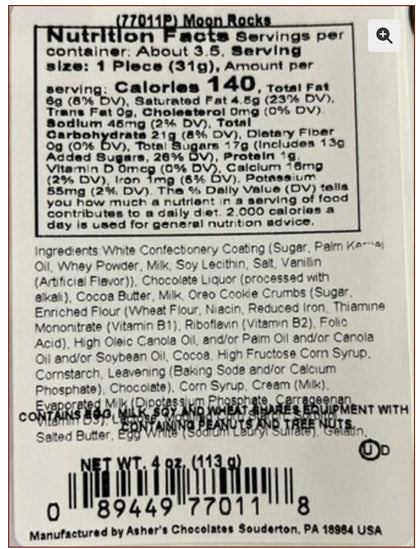 (77011P) Moon Rocks
Nutrition Facts Servings per
container: About 3.5, Serving
size: 1 Piece (31g), Amount per
serving: Calories 140, Total Fat
6g (8% DV), Saturated Fat 4.5g (23% DV),
Trans Fat 0g, Cholesterol 0mg (0% DV),
Sodium 45mg (2% DV), Total
Carbohydrate 21g (8% DV), Dietary Fiber
0g (0% DV), Total Sugars 17g (Includes 13g
Added Sugars, 26% DV), Protein 1g,
Vitamin D 0mcg (0% DV), Calcium 16mg
(2% DV), Iron 1mg (6% DV), Potassium
55mg (2% DV). The % Daily Value (DV) tells
you how much a nutrient in a serving of food
contributes to a daily diet. 2,000 calories a
day is used for general nutrition advice.
Ingredients: White Confectionery Coating (Sugar, Palm Kernel
Oil, Whey Powder, Milk, Soy Lecithin, Salt, Vanillin
(Artificial Flavor)), Chocolate Liquor (processed with
alkali), Cocoa Butter, Milk, Oreo Cookie Crumbs (Sugar,
Enriched Flour (Wheat Flour, Niacin, Reduced Iron, Thiamine
Mononitrate (Vitamin B1), Riboflavin (Vitamin B2), Folic
Acid), High Oleic Canola Oil, and/or Palm Oil and/or Canola
Oil and/or Soybean Oil, Cocoa, High Fructose Corn Syrup,
Cornstarch, Leavening (Baking Soda and/or Calcium
Phosphate), Chocolate), Corn Syrup, Cream (Milk),
Evaporated Milk (Dipotassium Phosphate, Carrageenan,
CONTAINS EGG, MILK, SOY AND WHEAT SHARES EQUIPMENT WITH
Vitamin D3),
CONTAINING PEANUTS AND TREE NUTS.
Salted Butter, Egg White (Sodium Lauryl Sulfate), Gelatin,
U D
NET WT. 4 oz. (113 g)
0 89449 77011 8
Manufactured by Asher's Chocolates Souderton, PA 18964 USA